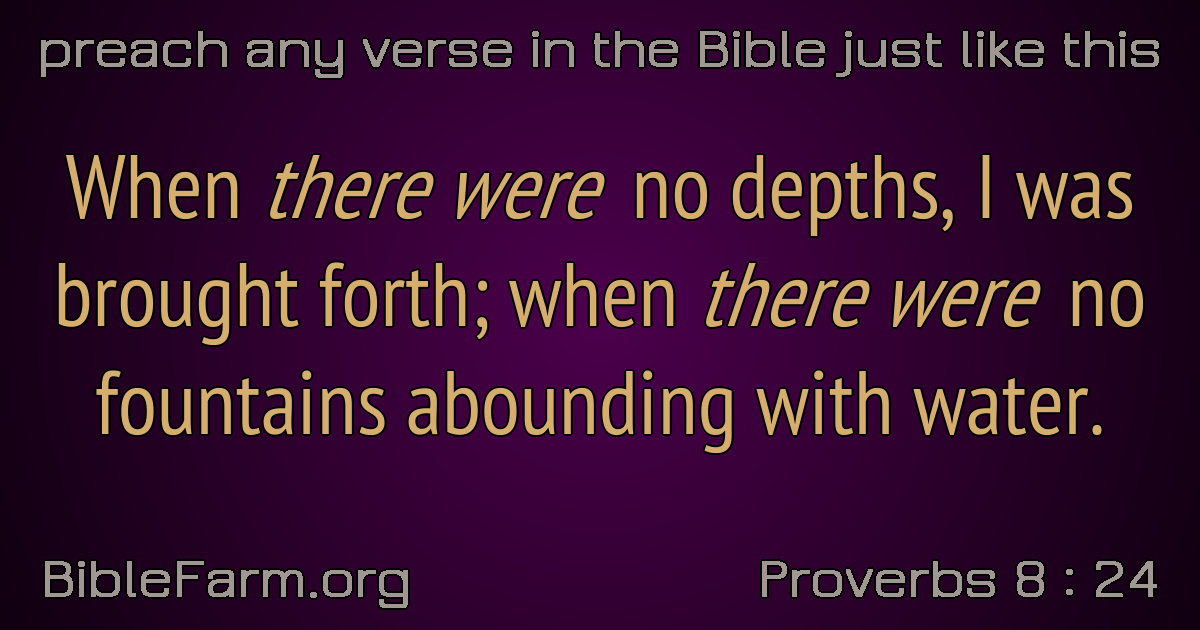 preach any verse in the Bible just like this
When there were no depths, I was
brought forth; when there were no
fountains abounding with water.
BibleFarm.org
Proverbs 8 : 24